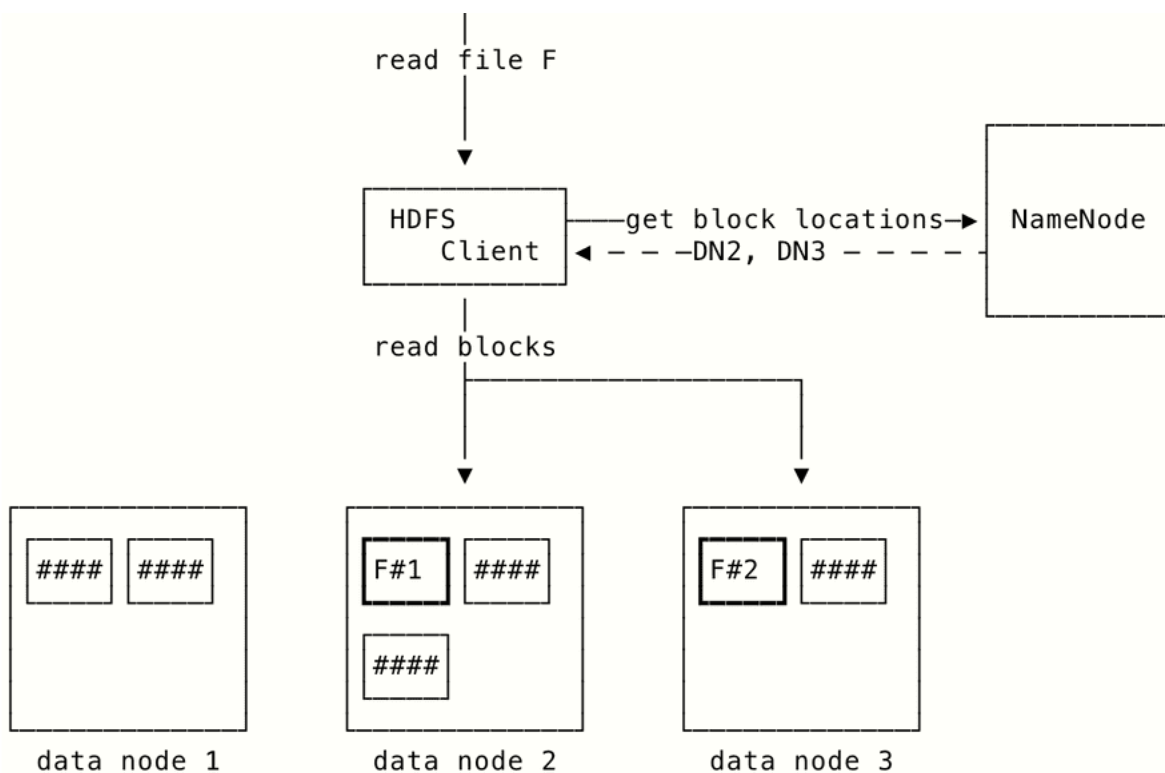 read file F
HDFS
Client
get block locations
NameNode
DN2, DN3
read blocks
####
####
F#1
####
F#2
####
####
data node 1
data node 2
data node 3